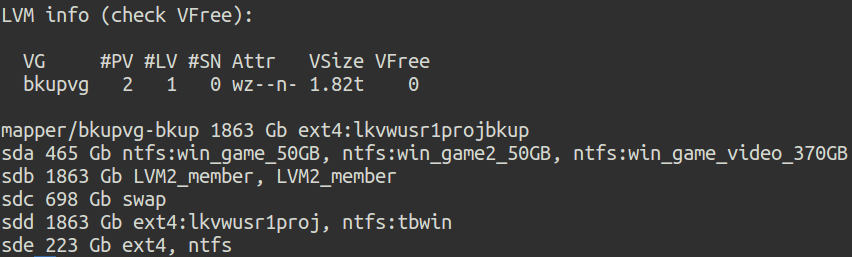 LVM info (check VFree):
VG #PV #LV #SN Attr VSize VFree
bkupvg 2 1 0 wz--n- 1.82t 0
mapper/bkupvg-bkup 1863 Gb ext4:lkvwusr1projbkup
sda 465 Gb ntfs:win_game_50GB, ntfs:win_game2_50GB, ntfs:win_game_video_370GB
sdb 1863 Gb LVM2_member, LVM2_member
sdc 698 Gb swap
sdd 1863 Gb ext4:lkvwusr1proj, ntfs:tbwin
sde 223 Gb ext4, ntfs